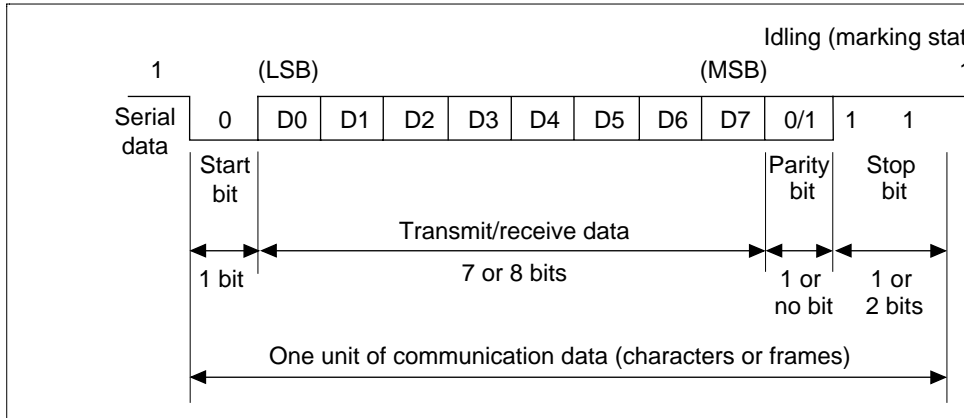 Idling (marking stat
1 (LSB) (MSB) 1
Serial data 0 D0 D1 D2 D3 D4 D5 D6 D7 0/1 1 1
Start bit Parity bit Stop bit
Transmit/receive data
1 bit 7 or 8 bits 1 or no bit 1 or 2 bits
One unit of communication data (characters or frames)